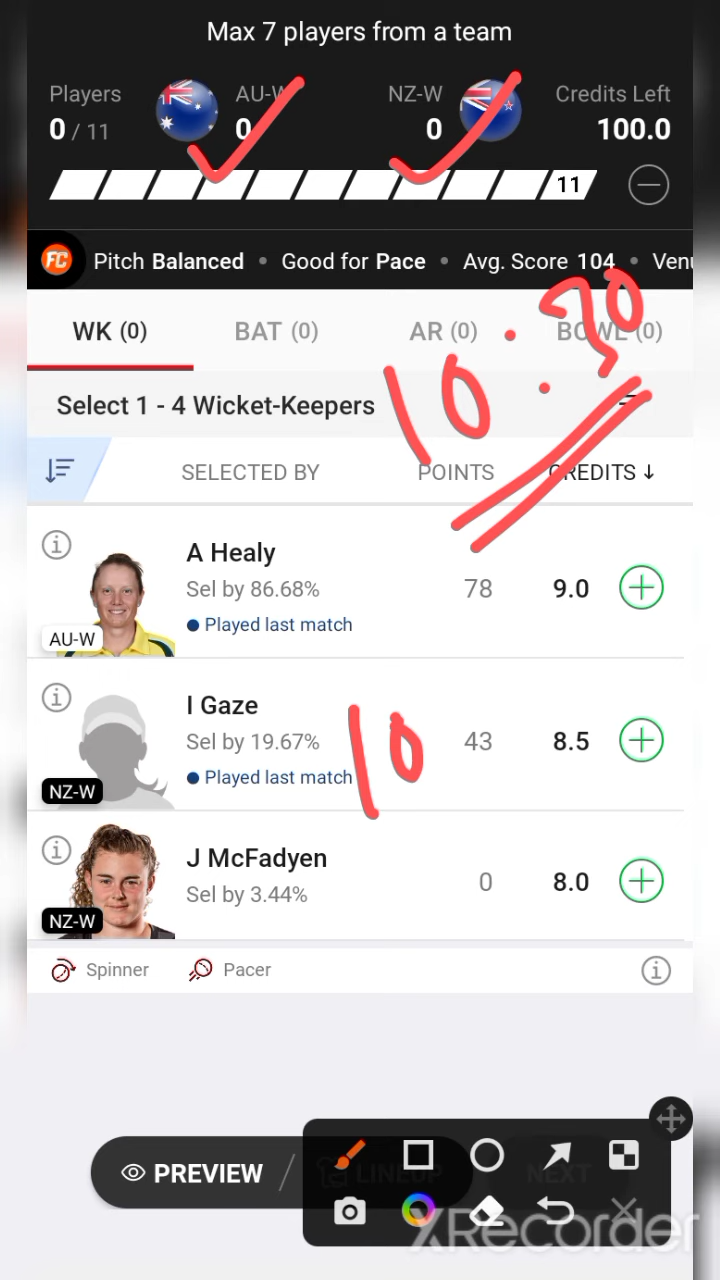 Max 7 players from a team
Players AU-W NZ-W Credits Left
0 / 11 0 0 100.0
11
FC Pitch Balanced • Good for Pace • Avg. Score 104 • Venu
WK (0) BAT (0) AR (0) BOWL (0)
10:30
Select 1 - 4 Wicket-Keepers
SELECTED BY POINTS CREDITS ↓
A Healy
Sel by 86.68% 78 9.0
Played last match
AU-W
I Gaze
Sel by 19.67% 43 8.5
10
Played last match
NZ-W
J McFadyen
Sel by 3.44% 0 8.0
NZ-W
Spinner Pacer
PREVIEW / LINEUP NEXT
XRecorder